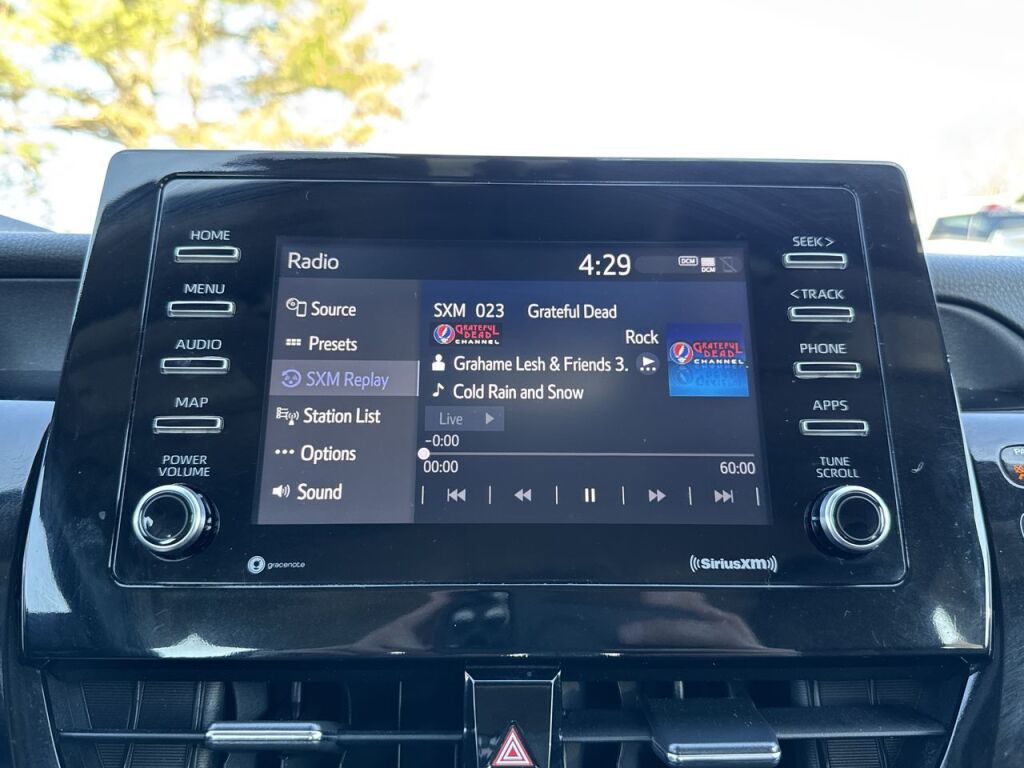 HOME
MENU
AUDIO
MAP
POWER
VOLUME
Radio
4:29
DCM
DCM
Source
Presets
SXM Replay
Station List
Options
Sound
SXM 023 Grateful Dead
GRATEFUL
DEAD
CHANNEL
Rock
Grahame Lesh & Friends 3.
Cold Rain and Snow
GRATEFUL
DEAD
CHANNEL
Live
-0:00
00:00
60:00
gracenote
((SiriusXM))
SEEK >
< TRACK
PHONE
APPS
TUNE
SCROLL